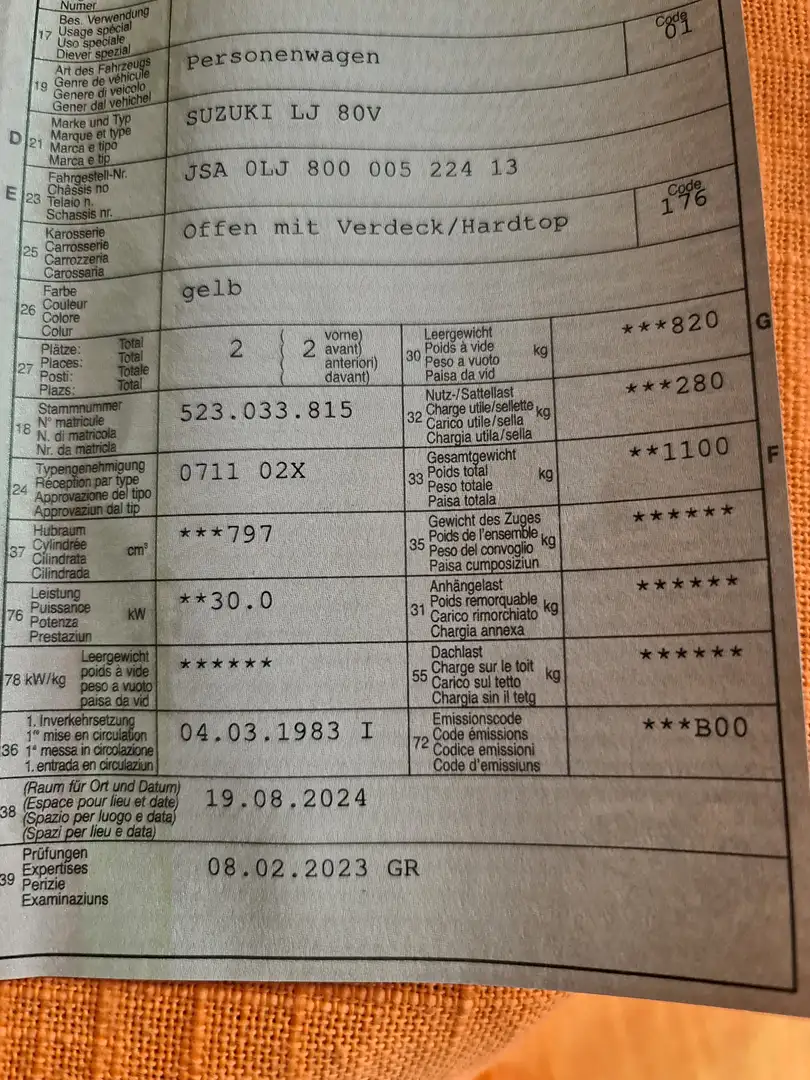 Numer
17 Bes. Verwendung
Usage spécial
Uso speciale
Diever spezial
19 Art des Fahrzeugs
Genre de véhicule
Genere di veicolo
Gener dal vehichel
Personenwagen
Code
01
D 21 Marke und Typ
Marque et type
Marca e tipo
Marca e tip
SUZUKI LJ 80V
E 23 Fahrgestell-Nr.
Châssis no
Telaio n.
Schassis nr.
JSA 0LJ 800 005 224 13
25 Karosserie
Carrosserie
Carrozzeria
Carossaria
Offen mit Verdeck/Hardtop
Code
176
26 Farbe
Couleur
Colore
Colur
gelb
27 Plätze: Total
Places: Total
Posti: Totale
Plazs: Total
2 ( 2 vorne)
avant)
anteriori)
davant)
30 Leergewicht
Poids à vide
Peso a vuoto
Paisa da vid
kg
***820 G
18 Stammnummer
N° matricule
N. di matricola
Nr. da matricla
523.033.815
32 Nutz-/Sattellast
Charge utile/sellette
Carico utile/sella
Chargia utila/sella
kg
***280
24 Typengenehmigung
Réception par type
Approvazione del tipo
Approvaziun dal tip
0711 02X
33 Gesamtgewicht
Poids total
Peso totale
Paisa totala
kg
**1100 F
37 Hubraum
Cylindrée
Cilindrata
Cilindrada
cm³
***797
35 Gewicht des Zuges
Poids de l'ensemble
Peso del convoglio
Paisa cumposiziun
kg
******
76 Leistung
Puissance
Potenza
Prestaziun
kW
**30.0
31 Anhängelast
Poids remorquable
Carico rimorchiato
Chargia annexa
kg
******
78 kW/kg Leergewicht
poids à vide
peso a vuoto
paisa da vid
******
55 Dachlast
Charge sur le toit
Carico sul tetto
Chargia sin il tetg
kg
******
36 1. Inverkehrsetzung
1re mise en circulation
1a messa in circolazione
1. entrada en circulaziun
04.03.1983 I
72 Emissionscode
Code émissions
Codice emissioni
Code d'emissiuns
***B00
38 (Raum für Ort und Datum)
(Espace pour lieu et date)
(Spazio per luogo e data)
(Spazi per lieu e data)
19.08.2024
39 Prüfungen
Expertises
Perizie
Examinaziuns
08.02.2023 GR